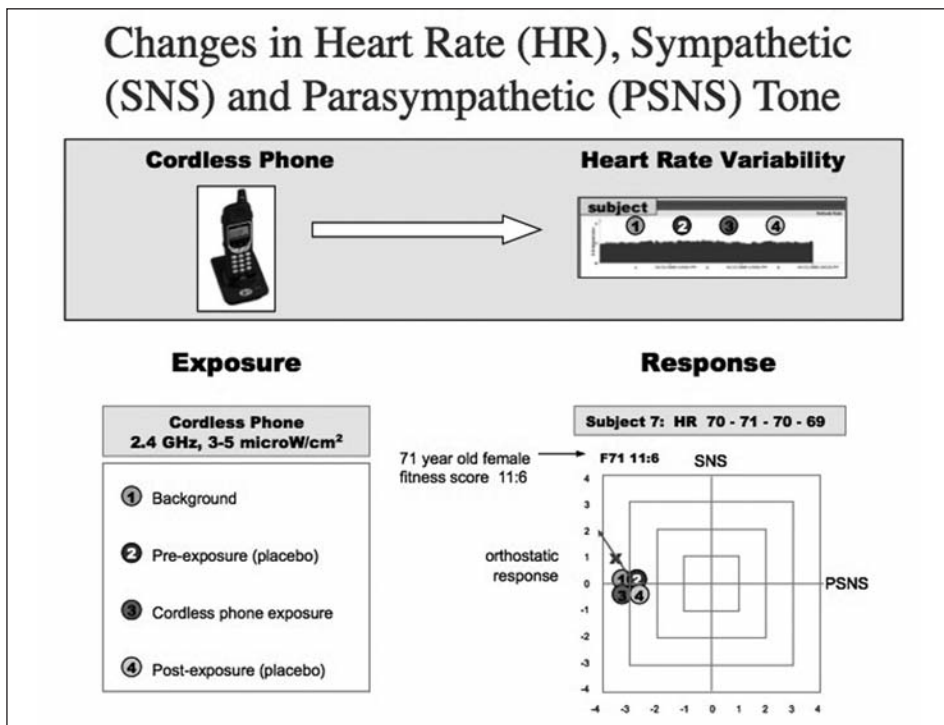 Changes in Heart Rate (HR), Sympathetic
(SNS) and Parasympathetic (PSNS) Tone
Cordless Phone
Heart Rate Variability
subject
1 2 3 4
Exposure
Response
Cordless Phone
2.4 GHz, 3-5 microW/cm²
1 Background
2 Pre-exposure (placebo)
3 Cordless phone exposure
4 Post-exposure (placebo)
Subject 7: HR 70 - 71 - 70 - 69
71 year old female
fitness score 11:6
F71 11:6
SNS
orthostatic
response
PSNS
4
3
2
1
0
-1
-2
-3
-4
x
1 2
3 4
-4 -3 -2 -1 0 1 2 3 4